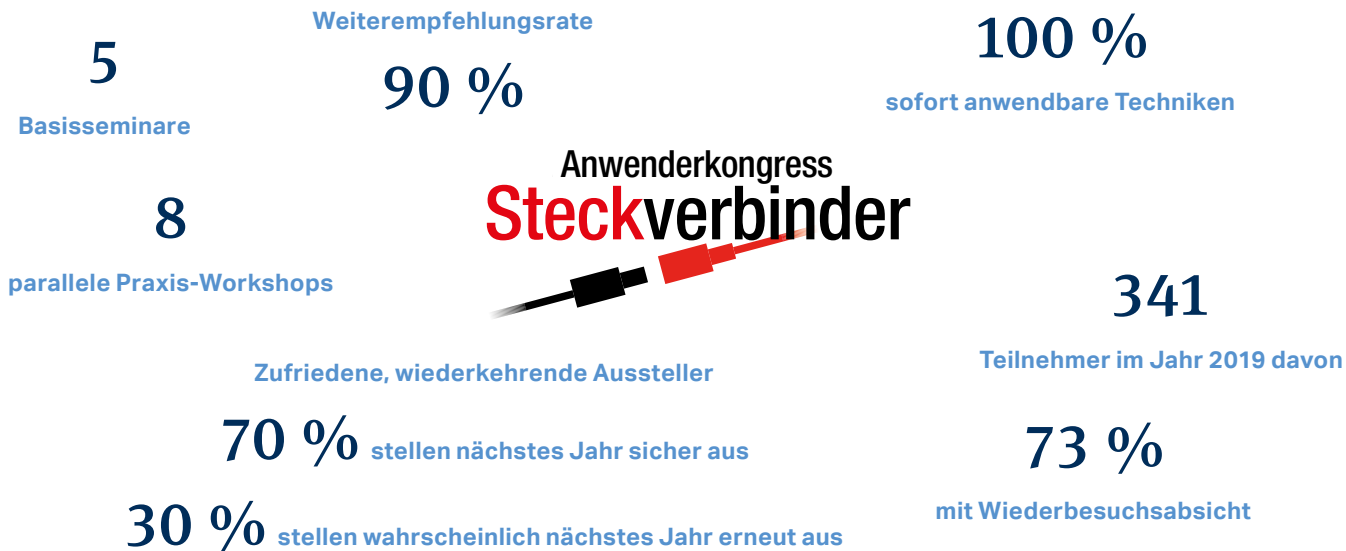 5
Basisseminare
Weiterempfehlungsrate
90 %
100 %
sofort anwendbare Techniken
Anwenderkongress
Steckverbinder
8
parallele Praxis-Workshops
341
Teilnehmer im Jahr 2019 davon
73 %
mit Wiederbesuchsabsicht
Zufriedene, wiederkehrende Aussteller
70 % stellen nächstes Jahr sicher aus
30 % stellen wahrscheinlich nächstes Jahr erneut aus